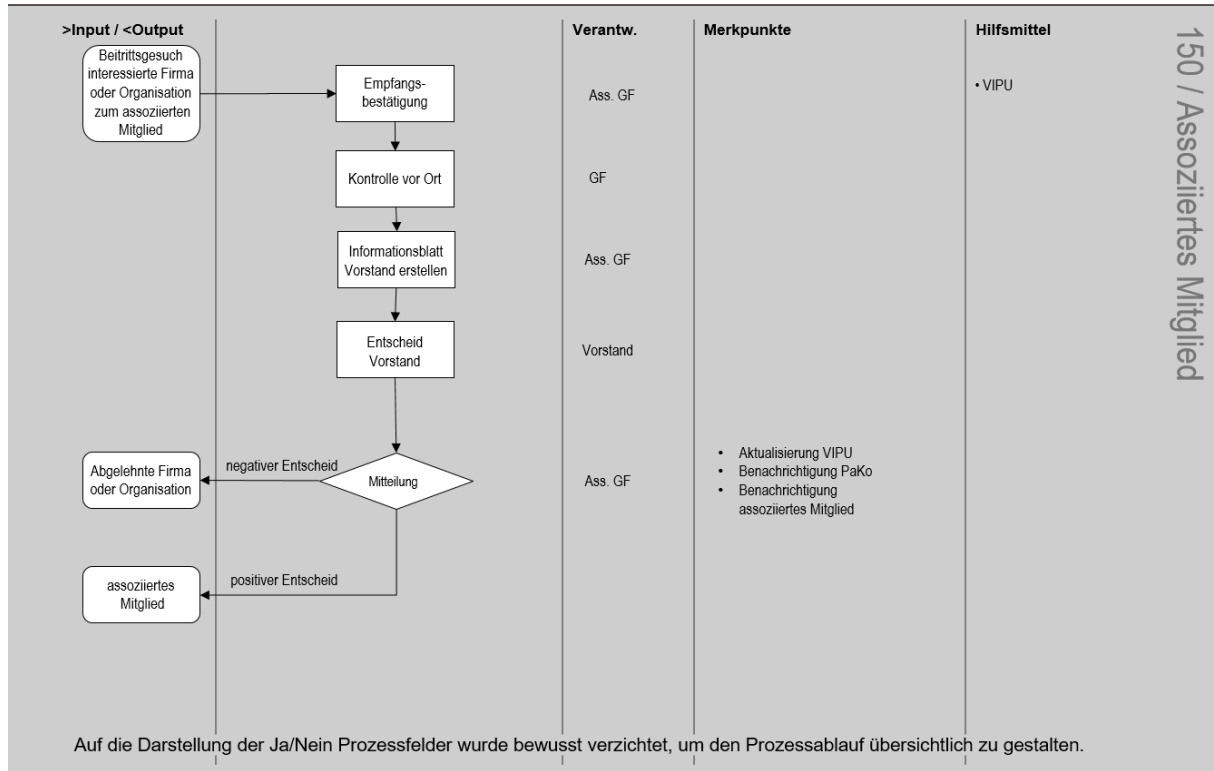 >Input / <Output
Verantw.
Merkpunkte
Hilfsmittel
150 / Assoziiertes Mitglied
Beitrittsgesuch
interessierte Firma
oder Organisation
zum assoziierten
Mitglied
Empfangs-
bestätigung
Ass. GF
• VIPU
Kontrolle vor Ort
GF
Informationsblatt
Vorstand erstellen
Ass. GF
Entscheid
Vorstand
Vorstand
Abgelehnte Firma
oder Organisation
negativer Entscheid
Mitteilung
Ass. GF
• Aktualisierung VIPU
• Benachrichtigung PaKo
• Benachrichtigung
assoziiertes Mitglied
assoziiertes
Mitglied
positiver Entscheid
Auf die Darstellung der Ja/Nein Prozessfelder wurde bewusst verzichtet, um den Prozessablauf übersichtlich zu gestalten.